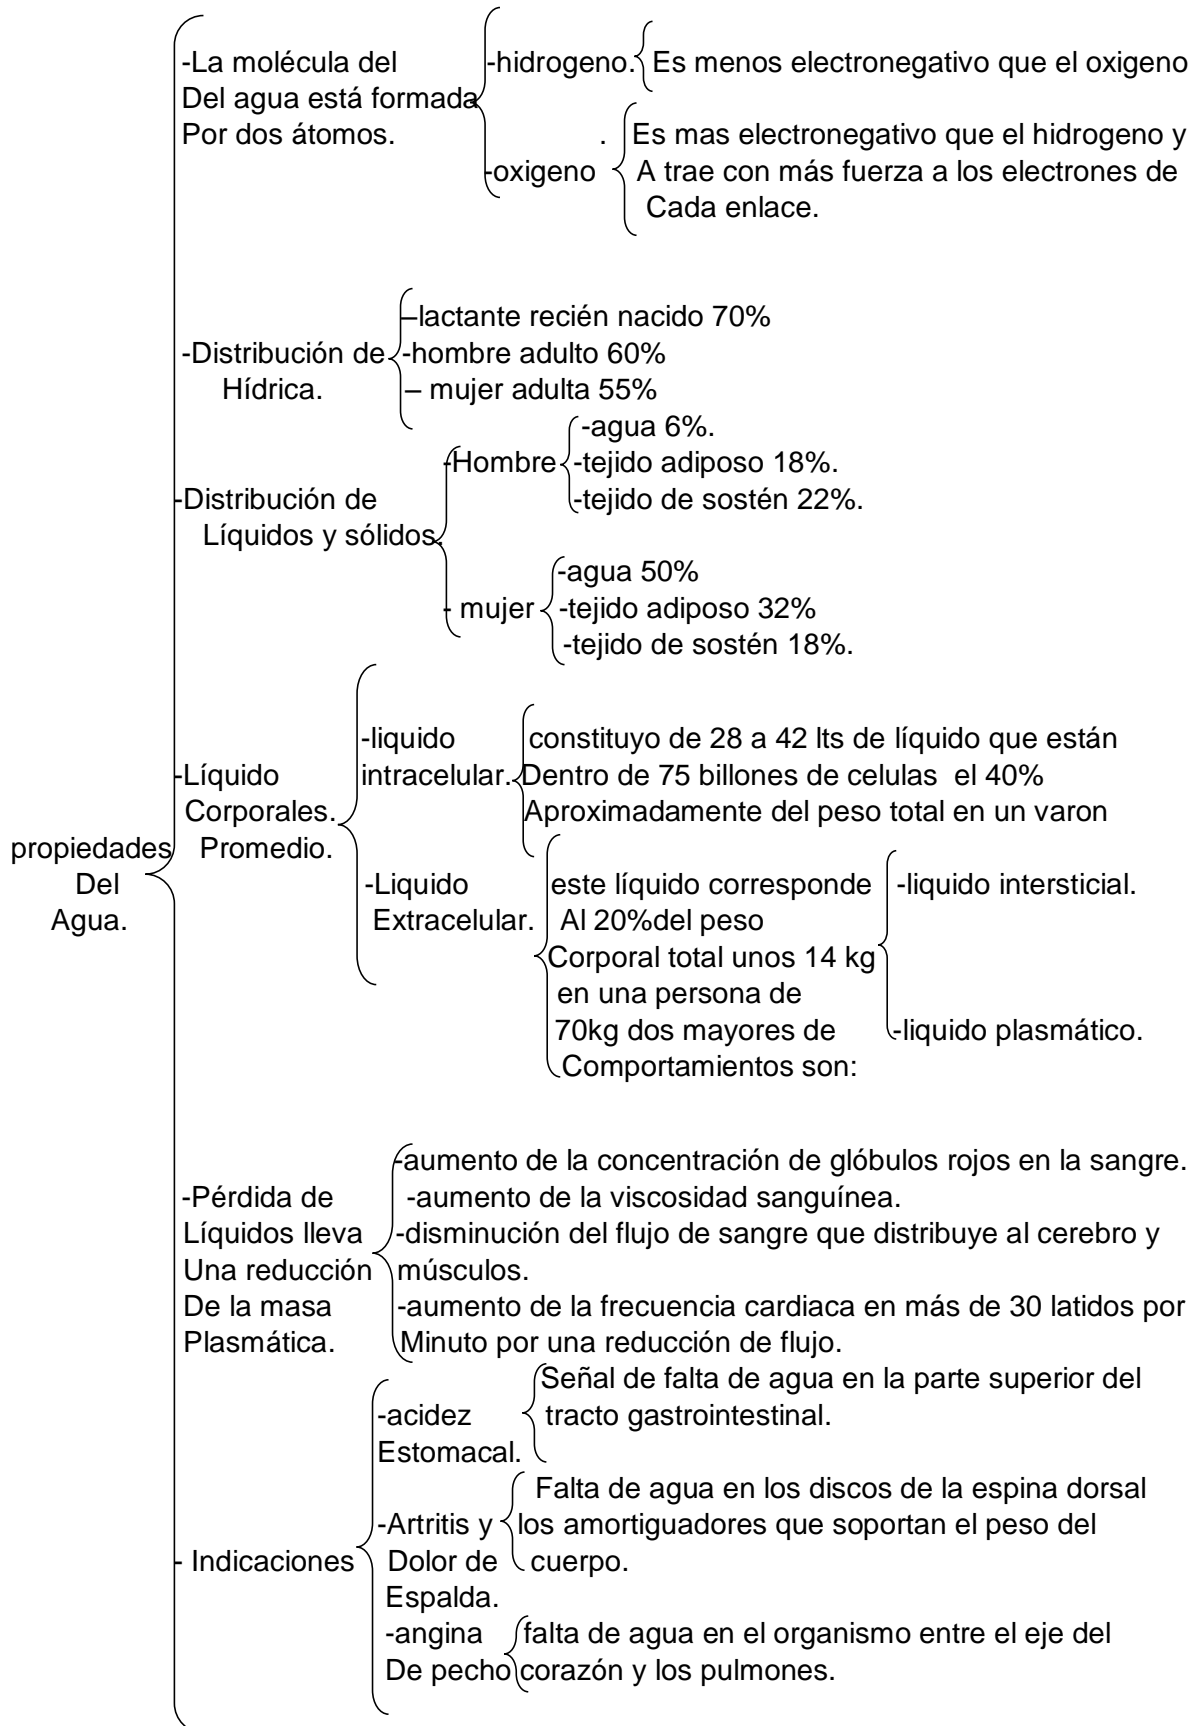 propiedades
Del
Agua.
-La molécula del
Del agua está formada
Por dos átomos.
-hidrogeno.
Es menos electronegativo que el oxigeno
.
-oxigeno
Es mas electronegativo que el hidrogeno y
A trae con más fuerza a los electrones de
Cada enlace.
-Distribución de
Hídrica.
–lactante recién nacido 70%
-hombre adulto 60%
– mujer adulta 55%
-Distribución de
Líquidos y sólidos.
-Hombre
-agua 6%.
-tejido adiposo 18%.
-tejido de sostén 22%.
- mujer
-agua 50%
-tejido adiposo 32%
-tejido de sostén 18%.
-Líquido
Corporales.
Promedio.
-liquido
intracelular.
constituyo de 28 a 42 lts de líquido que están
Dentro de 75 billones de celulas el 40%
Aproximadamente del peso total en un varon
-Liquido
Extracelular.
este líquido corresponde
Al 20%del peso
Corporal total unos 14 kg
en una persona de
70kg dos mayores de
Comportamientos son:
-liquido intersticial.
-liquido plasmático.
-Pérdida de
Líquidos lleva
Una reducción
De la masa
Plasmática.
-aumento de la concentración de glóbulos rojos en la sangre.
-aumento de la viscosidad sanguínea.
-disminución del flujo de sangre que distribuye al cerebro y
músculos.
-aumento de la frecuencia cardiaca en más de 30 latidos por
Minuto por una reducción de flujo.
- Indicaciones
-acidez
Estomacal.
Señal de falta de agua en la parte superior del
tracto gastrointestinal.
-Artritis y
Dolor de
Espalda.
Falta de agua en los discos de la espina dorsal
los amortiguadores que soportan el peso del
cuerpo.
-angina
De pecho
falta de agua en el organismo entre el eje del
corazón y los pulmones.